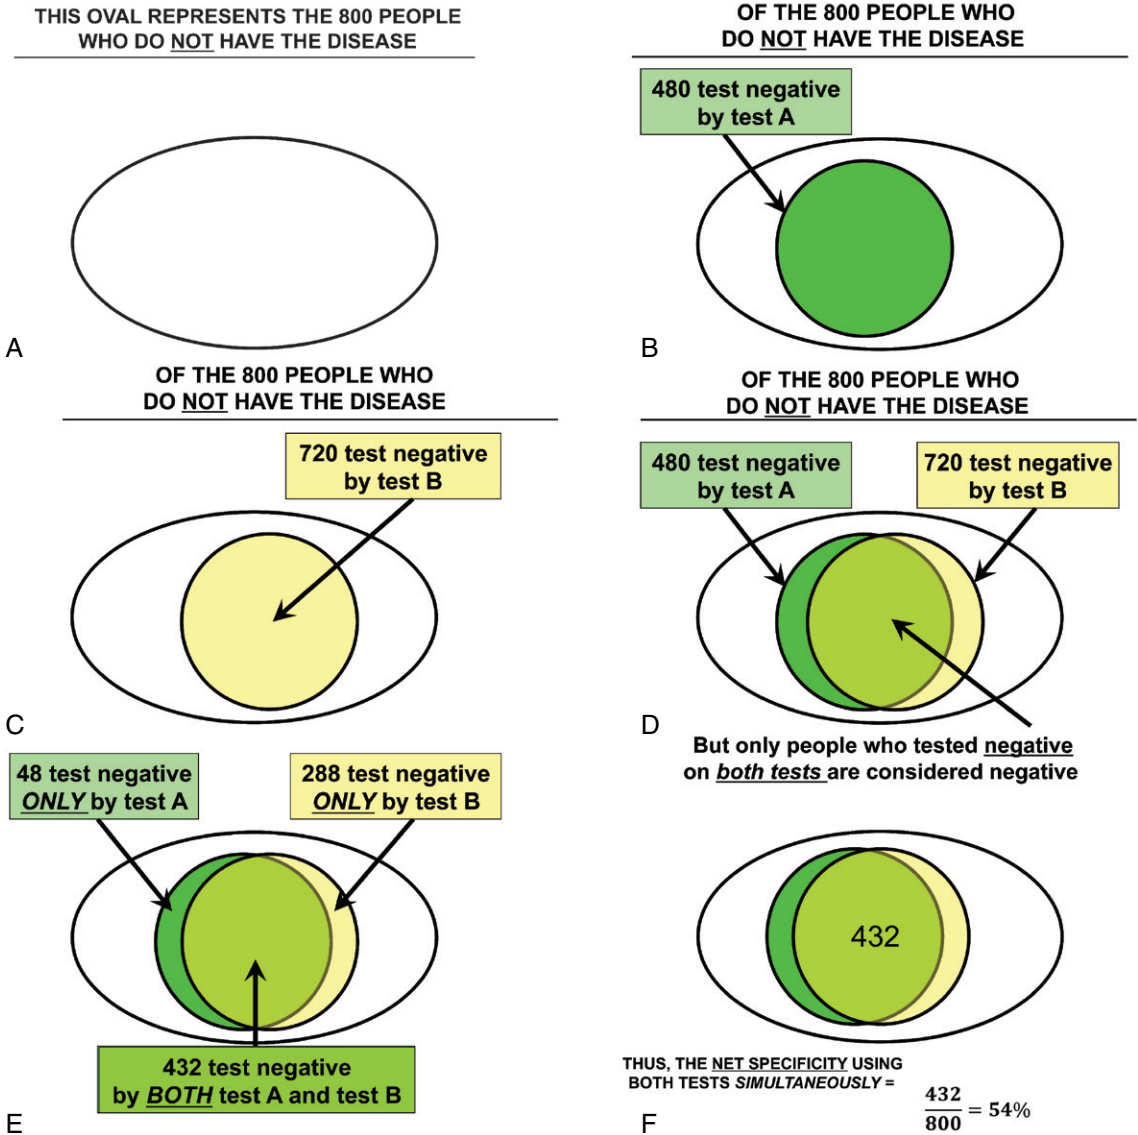 THIS OVAL REPRESENTS THE 800 PEOPLE
WHO DO NOT HAVE THE DISEASE
A
OF THE 800 PEOPLE WHO
DO NOT HAVE THE DISEASE
480 test negative
by test A
B
OF THE 800 PEOPLE WHO
DO NOT HAVE THE DISEASE
720 test negative
by test B
C
OF THE 800 PEOPLE WHO
DO NOT HAVE THE DISEASE
480 test negative
by test A
720 test negative
by test B
But only people who tested negative
on both tests are considered negative
D
48 test negative
ONLY by test A
288 test negative
ONLY by test B
432 test negative
by BOTH test A and test B
E
432
THUS, THE NET SPECIFICITY USING
BOTH TESTS SIMULTANEOUSLY =
432
800 = 54%
F